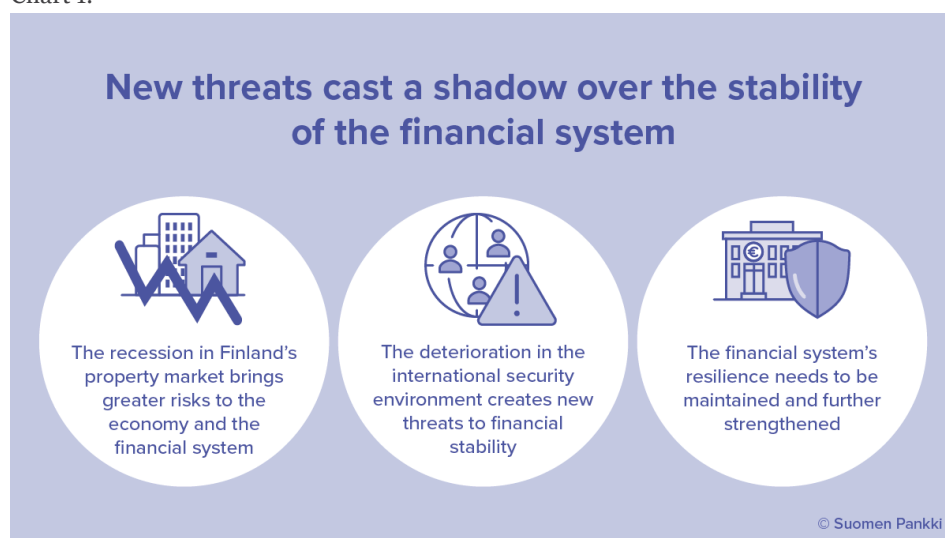 Chart 1.
New threats cast a shadow over the stability
of the financial system
€
The recession in Finland's
property market brings
greater risks to the
economy and the
financial system
The deterioration in the
international security
environment creates new
threats to financial
stability
The financial system's
resilience needs to be
maintained and further
strengthened
© Suomen Pankki